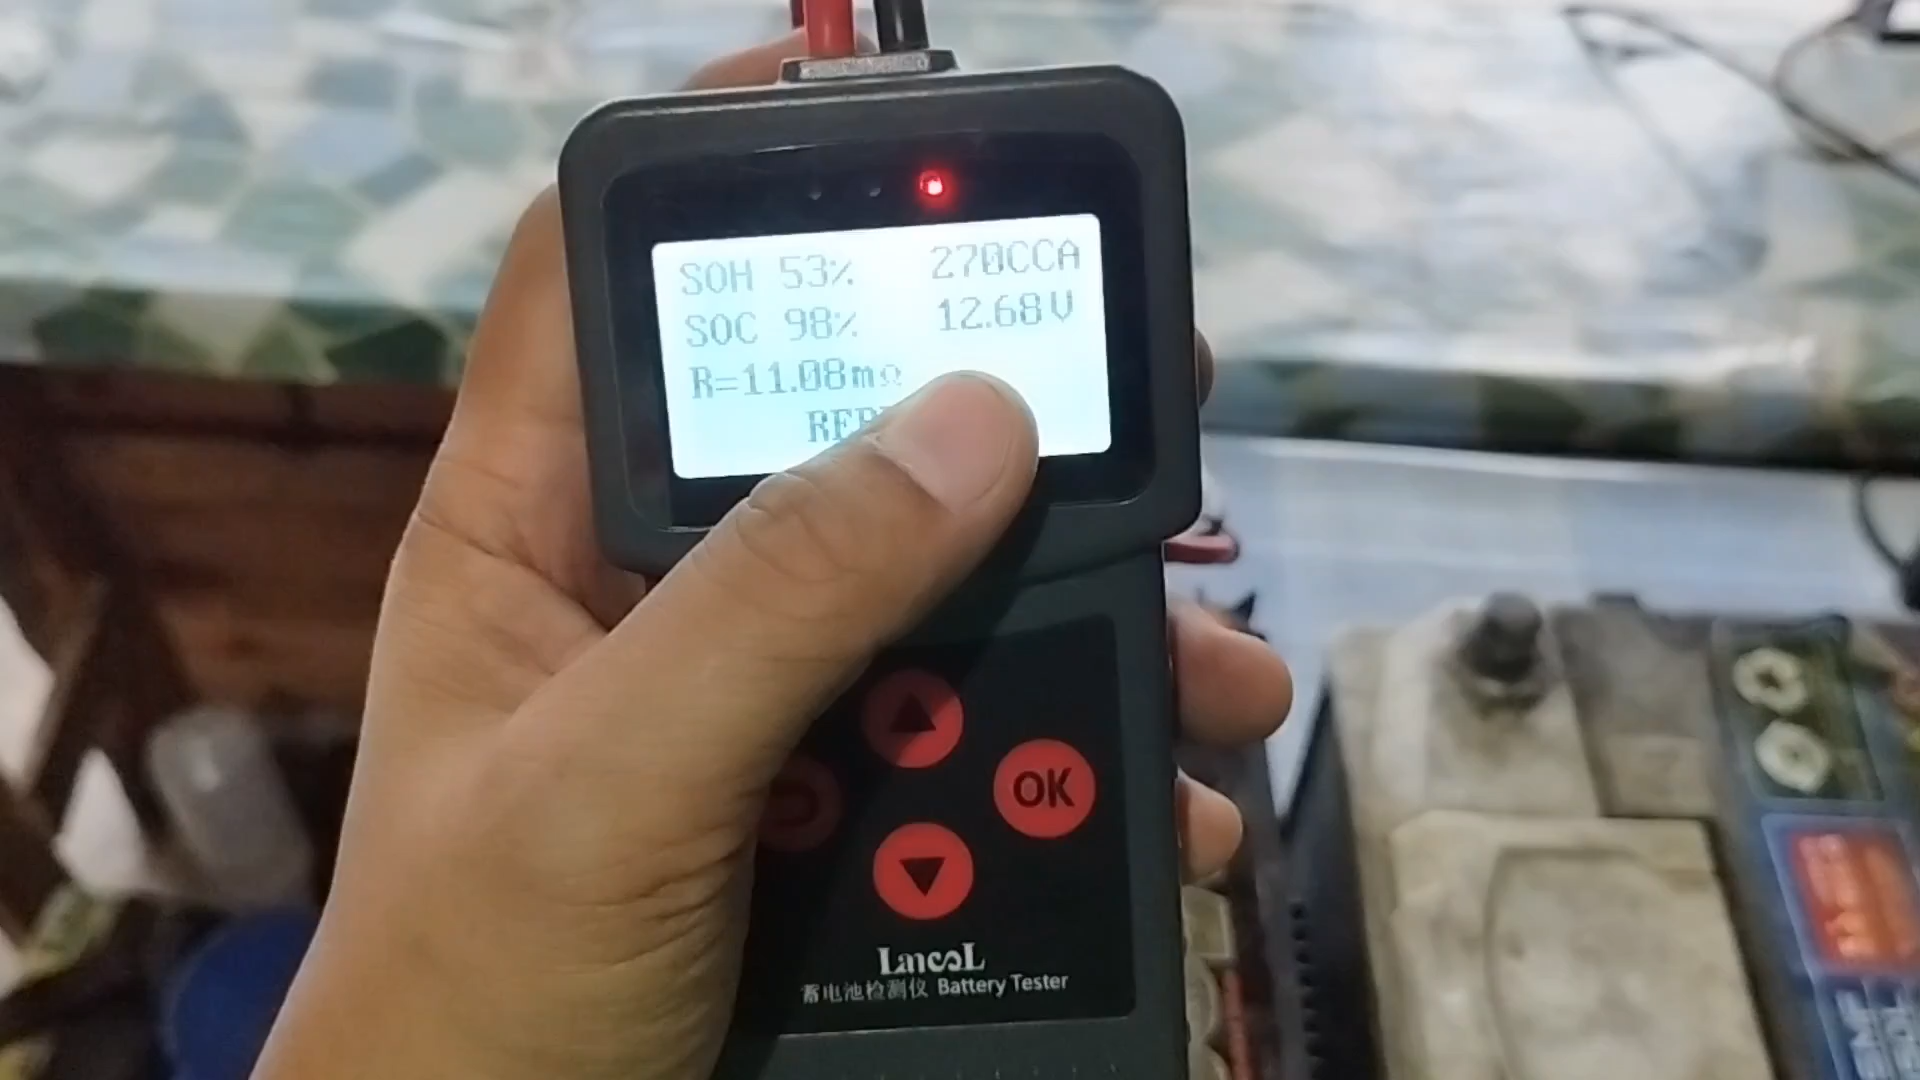 SOH 53% 270CCA
SOC 98% 12.68V
R=11.08mΩ
OK
LancoL
蓄电池检测仪 Battery Tester